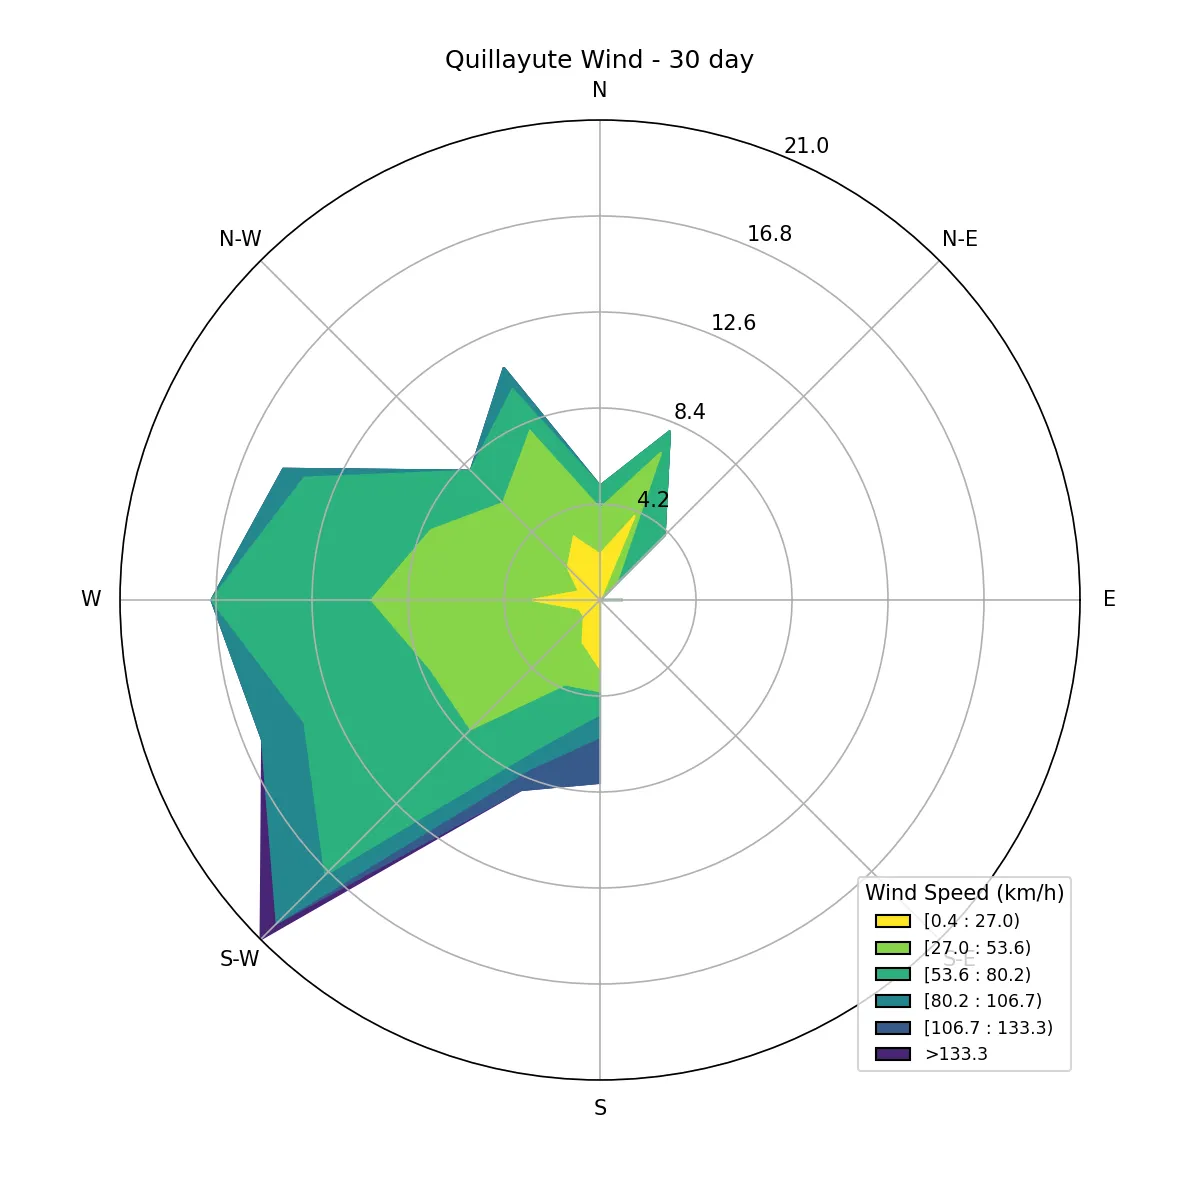 Quillayute Wind - 30 day
N
21.0
N-W
N-E
16.8
12.6
8.4
4.2
W
E
S-W
S-E
Wind Speed (km/h)
[0.4 : 27.0)
[27.0 : 53.6)
[53.6 : 80.2)
[80.2 : 106.7)
[106.7 : 133.3)
>133.3
S